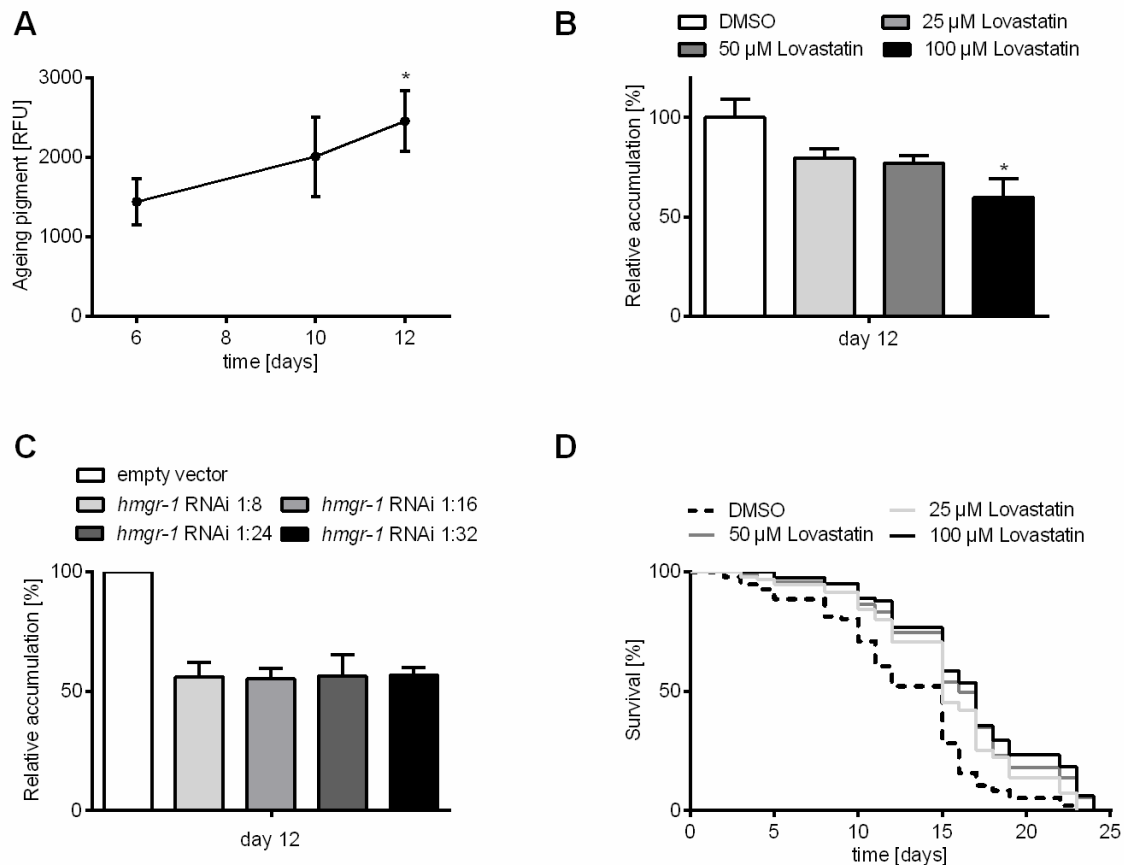 A
Ageing pigment [RFU]
3000
2000
1000
0
*
6 8 10 12
time [days]
B
DMSO 25 µM Lovastatin
50 µM Lovastatin 100 µM Lovastatin
Relative accumulation [%]
100
50
0
*
day 12
C
empty vector
hmgr-1 RNAi 1:8 hmgr-1 RNAi 1:16
hmgr-1 RNAi 1:24 hmgr-1 RNAi 1:32
Relative accumulation [%]
100
50
0
day 12
D
DMSO 25 µM Lovastatin
50 µM Lovastatin 100 µM Lovastatin
Survival [%]
100
50
0
0 5 10 15 20 25
time [days]